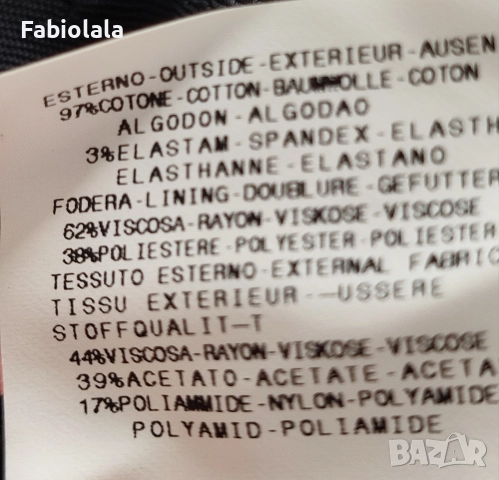 Fabiolala
ESTERNO-OUTSIDE-EXTERIEUR-AUSEN
97%COTONE-COTTON-BAUMWOLLE-COTON
ALGODON-ALGODAO
3%ELASTAM-SPANDEX-ELASTH
ELASTHANNE-ELASTANO
FODERA-LINING-DOUBLURE-GEFUTTER
62%VISCOSA-RAYON-VISKOSE-VISCOSE
38%POLIESTERE-POLYESTER-POLIESTER
TESSUTO ESTERNO-EXTERNAL FABRIC
TISSU EXTERIEUR-—USSERE
STOFFQUALIT—T
44%VISCOSA-RAYON-VISKOSE-VISCOSE
39%ACETATO-ACETATE-ACETA
17%POLIAMMIDE-NYLON-POLYAMIDE
POLYAMID-POLIAMIDE
bazar